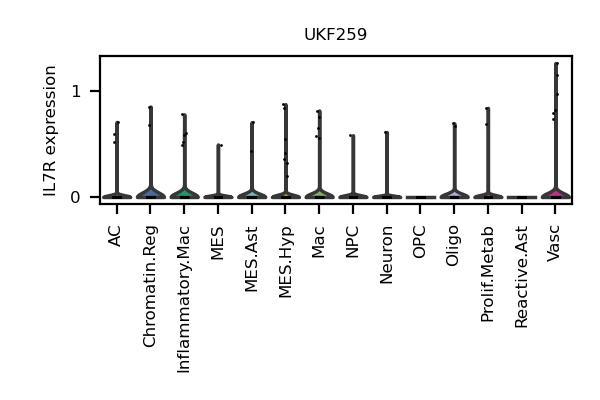 UKF259
IL7R expression
1
0
AC
Chromatin.Reg
Inflammatory.Mac
MES
MES.Ast
MES.Hyp
Mac
NPC
Neuron
OPC
Oligo
Prolif.Metab
Reactive.Ast
Vasc